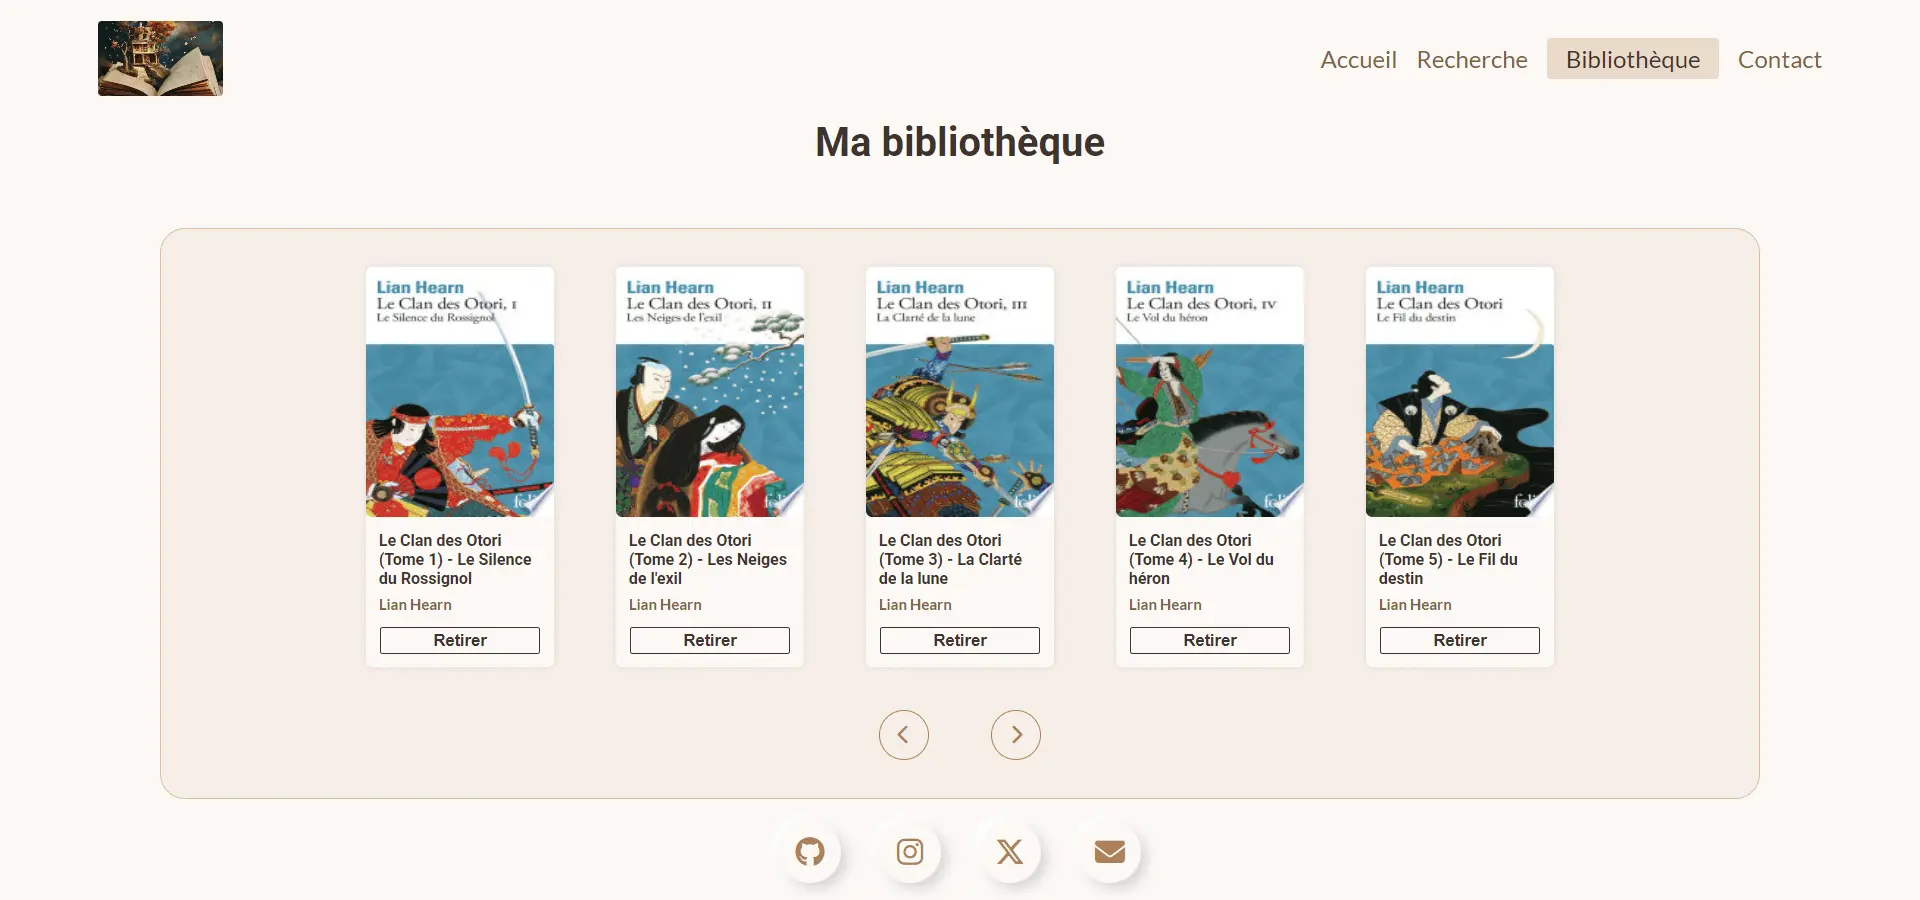 Accueil Recherche Bibliothèque Contact
Ma bibliothèque
Lian Hearn
Le Clan des Otori, I
Le Silence du Rossignol
Lian Hearn
Le Clan des Otori, II
Les Neiges de l'exil
Lian Hearn
Le Clan des Otori, III
La Clarté de la lune
Lian Hearn
Le Clan des Otori, IV
Le Vol du héron
Lian Hearn
Le Clan des Otori
Le Fil du destin
Le Clan des Otori
(Tome 1) - Le Silence
du Rossignol
Lian Hearn
Retirer
Le Clan des Otori
(Tome 2) - Les Neiges
de l'exil
Lian Hearn
Retirer
Le Clan des Otori
(Tome 3) - La Clarté
de la lune
Lian Hearn
Retirer
Le Clan des Otori
(Tome 4) - Le Vol du
héron
Lian Hearn
Retirer
Le Clan des Otori
(Tome 5) - Le Fil du
destin
Lian Hearn
Retirer